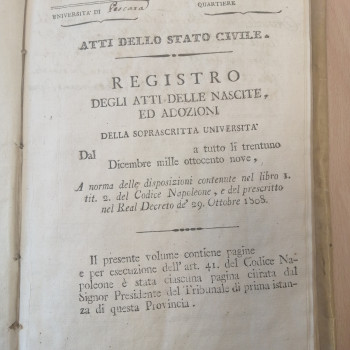 UNIVERSITÀ DI Pescara
QUARTIERE
ATTI DELLO STATO CIVILE.
REGISTRO
DEGLI ATTI DELLE NASCITE,
ED ADOZIONI
DELLA SOPRASCRITTA UNIVERSITA'
Dal a tutto li trentuno
Dicembre mille ottocento nove,
A norma delle disposizioni contenute nel libro 1.
tit. 2. del Codice Napoleone, e del prescritto
nel Real Decreto de' 29. Ottobre 1808.
Il presente volume contiene pagine
e per esecuzione dell'art. 41. del Codice Na-
poleone è stata ciascuna pagina cifrata dal
Signor Presidente del Tribunale di prima istan-
za di questa Provincia.